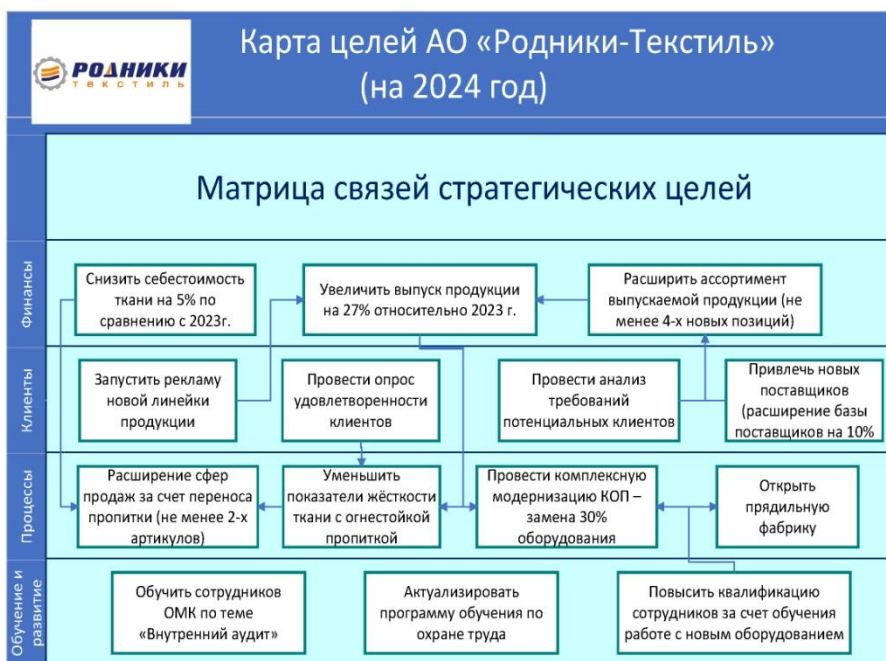 РОДНИКИ
ТЕКСТИЛЬ
Карта целей АО «Родники-Текстиль»
(на 2024 год)
Матрица связей стратегических целей
Финансы
Снизить себестоимость
ткани на 5% по
сравнению с 2023г.
Увеличить выпуск продукции
на 27% относительно 2023 г.
Расширить ассортимент
выпускаемой продукции (не
менее 4-х новых позиций)
Клиенты
Запустить рекламу
новой линейки
продукции
Провести опрос
удовлетворенности
клиентов
Провести анализ
требований
потенциальных клиентов
Привлечь новых
поставщиков
(расширение базы
поставщиков на 10%
Процессы
Расширение сфер
продаж за счет переноса
пропитки (не менее 2-х
артикулов)
Уменьшить
показатели жёсткости
ткани с огнестойкой
пропиткой
Провести комплексную
модернизацию КОП –
замена 30%
оборудования
Открыть
прядильную
фабрику
Обучение и
развитие
Обучить сотрудников
ОМК по теме
«Внутренний аудит»
Актуализировать
программу обучения по
охране труда
Повысить квалификацию
сотрудников за счет обучения
работе с новым оборудованием